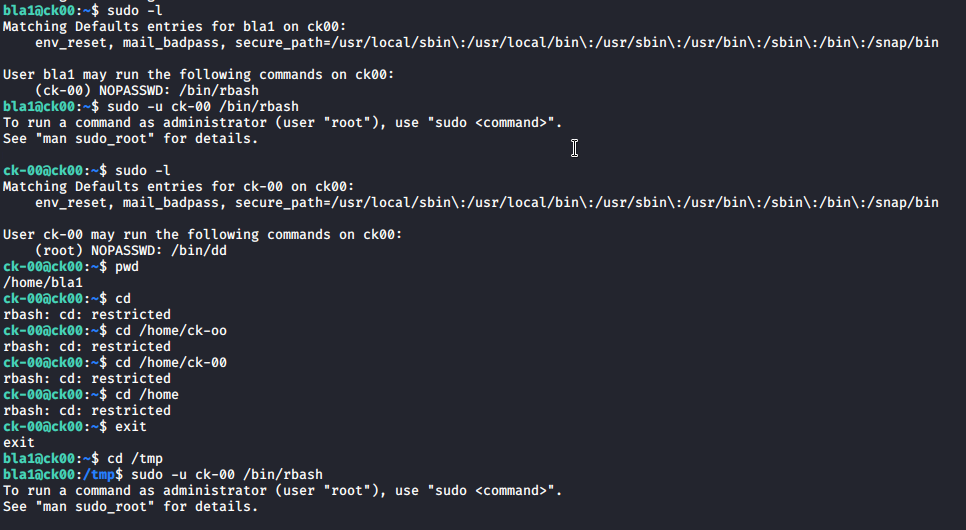 bla1@ck00:~$ sudo -l
Matching Defaults entries for bla1 on ck00:
    env_reset, mail_badpass, secure_path=/usr/local/sbin\:/usr/local/bin\:/usr/sbin\:/usr/bin\:/sbin\:/bin\:/snap/bin

User bla1 may run the following commands on ck00:
    (ck-00) NOPASSWD: /bin/rbash
bla1@ck00:~$ sudo -u ck-00 /bin/rbash
To run a command as administrator (user "root"), use "sudo <command>".
See "man sudo_root" for details.

ck-00@ck00:~$ sudo -l
Matching Defaults entries for ck-00 on ck00:
    env_reset, mail_badpass, secure_path=/usr/local/sbin\:/usr/local/bin\:/usr/sbin\:/usr/bin\:/sbin\:/bin\:/snap/bin

User ck-00 may run the following commands on ck00:
    (root) NOPASSWD: /bin/dd
ck-00@ck00:~$ pwd
/home/bla1
ck-00@ck00:~$ cd
rbash: cd: restricted
ck-00@ck00:~$ cd /home/ck-oo
rbash: cd: restricted
ck-00@ck00:~$ cd /home/ck-00
rbash: cd: restricted
ck-00@ck00:~$ cd /home
rbash: cd: restricted
ck-00@ck00:~$ exit
exit
bla1@ck00:~$ cd /tmp
bla1@ck00:/tmp$ sudo -u ck-00 /bin/rbash
To run a command as administrator (user "root"), use "sudo <command>".
See "man sudo_root" for details.